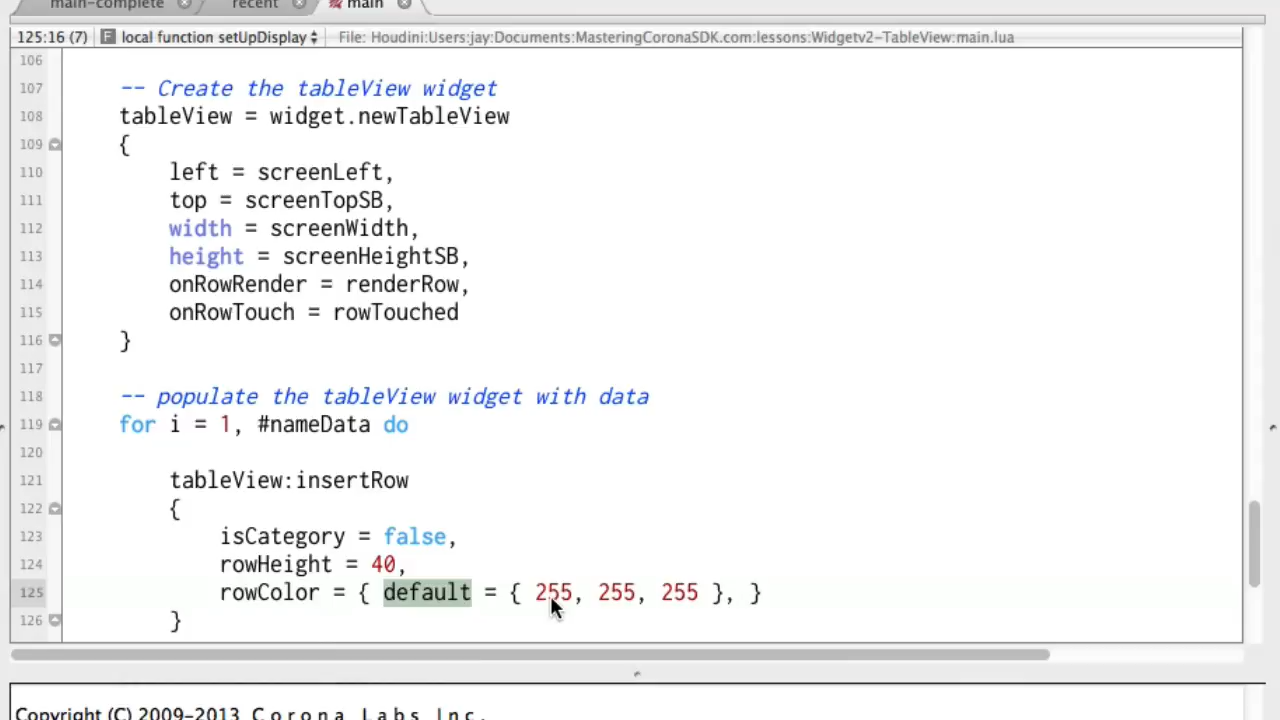 main-complete recent main
125:16 (7) F local function setUpDisplay File: Houdini:Users:jay:Documents:MasteringCoronaSDK.com:lessons:Widgetv2-TableView:main.lua
106
107 -- Create the tableView widget
108 tableView = widget.newTableView
109 {
110 left = screenLeft,
111 top = screenTopSB,
112 width = screenWidth,
113 height = screenHeightSB,
114 onRowRender = renderRow,
115 onRowTouch = rowTouched
116 }
117
118 -- populate the tableView widget with data
119 for i = 1, #nameData do
120
121 tableView:insertRow
122 {
123 isCategory = false,
124 rowHeight = 40,
125 rowColor = { default = { 255, 255, 255 }, }
126 }
Copyright (C) 2009-2013 C o r o n a L a b s I n c .